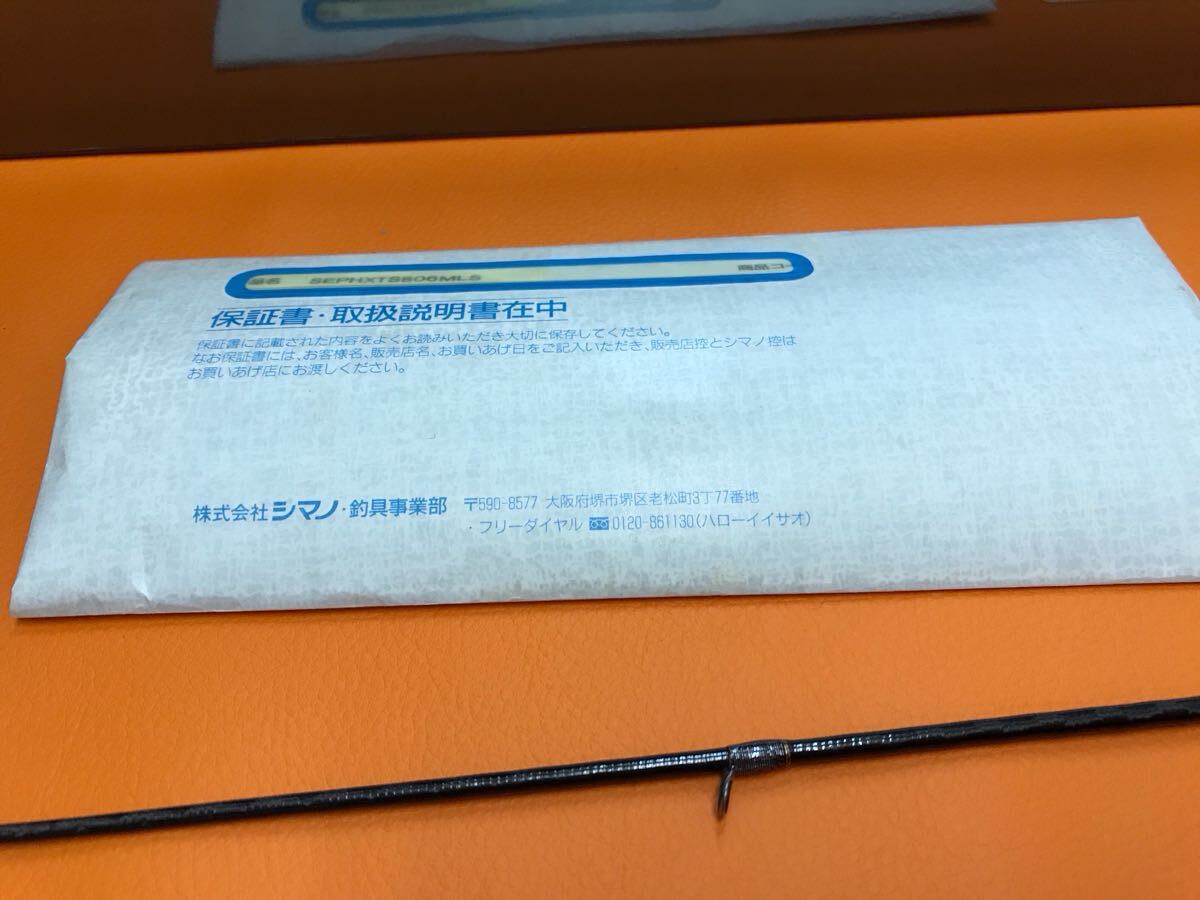 品名 SEPHXTS806MLS 商品コー
保証書・取扱説明書在中
保証書に記載された内容をよくお読みいただき大切に保存してください。
なお保証書には、お客様名、販売店名、お買いあげ日をご記入いただき、販売店控とシマノ控は
お買いあげ店にお渡しください。
株式会社シマノ・釣具事業部 〒590-8577 大阪府堺市堺区老松町3丁77番地
・フリーダイヤル 0120-861130(ハローイイサオ)